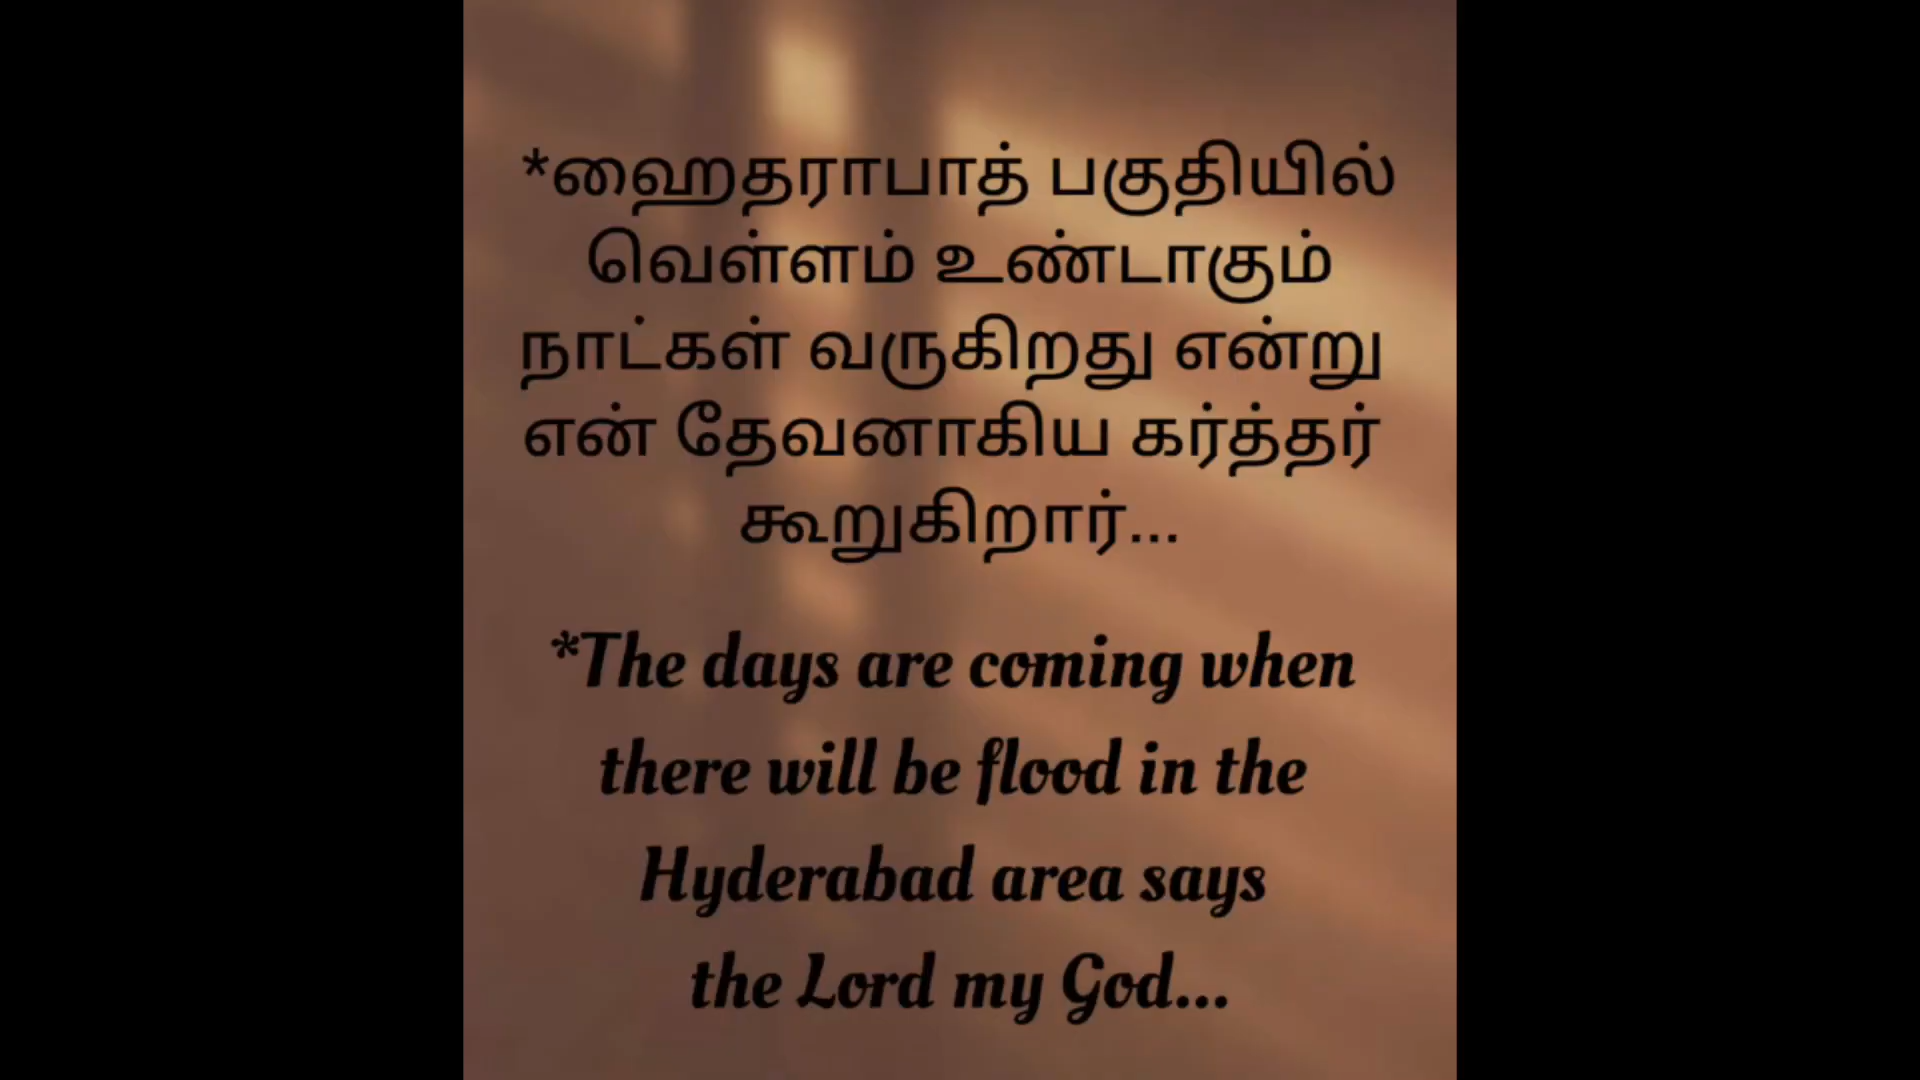 *ஹைதராபாத் பகுதியில்
வெள்ளம் உண்டாகும்
நாட்கள் வருகிறது என்று
என் தேவனாகிய கர்த்தர்
கூறுகிறார்...
*The days are coming when
there will be flood in the
Hyderabad area says
the Lord my God...